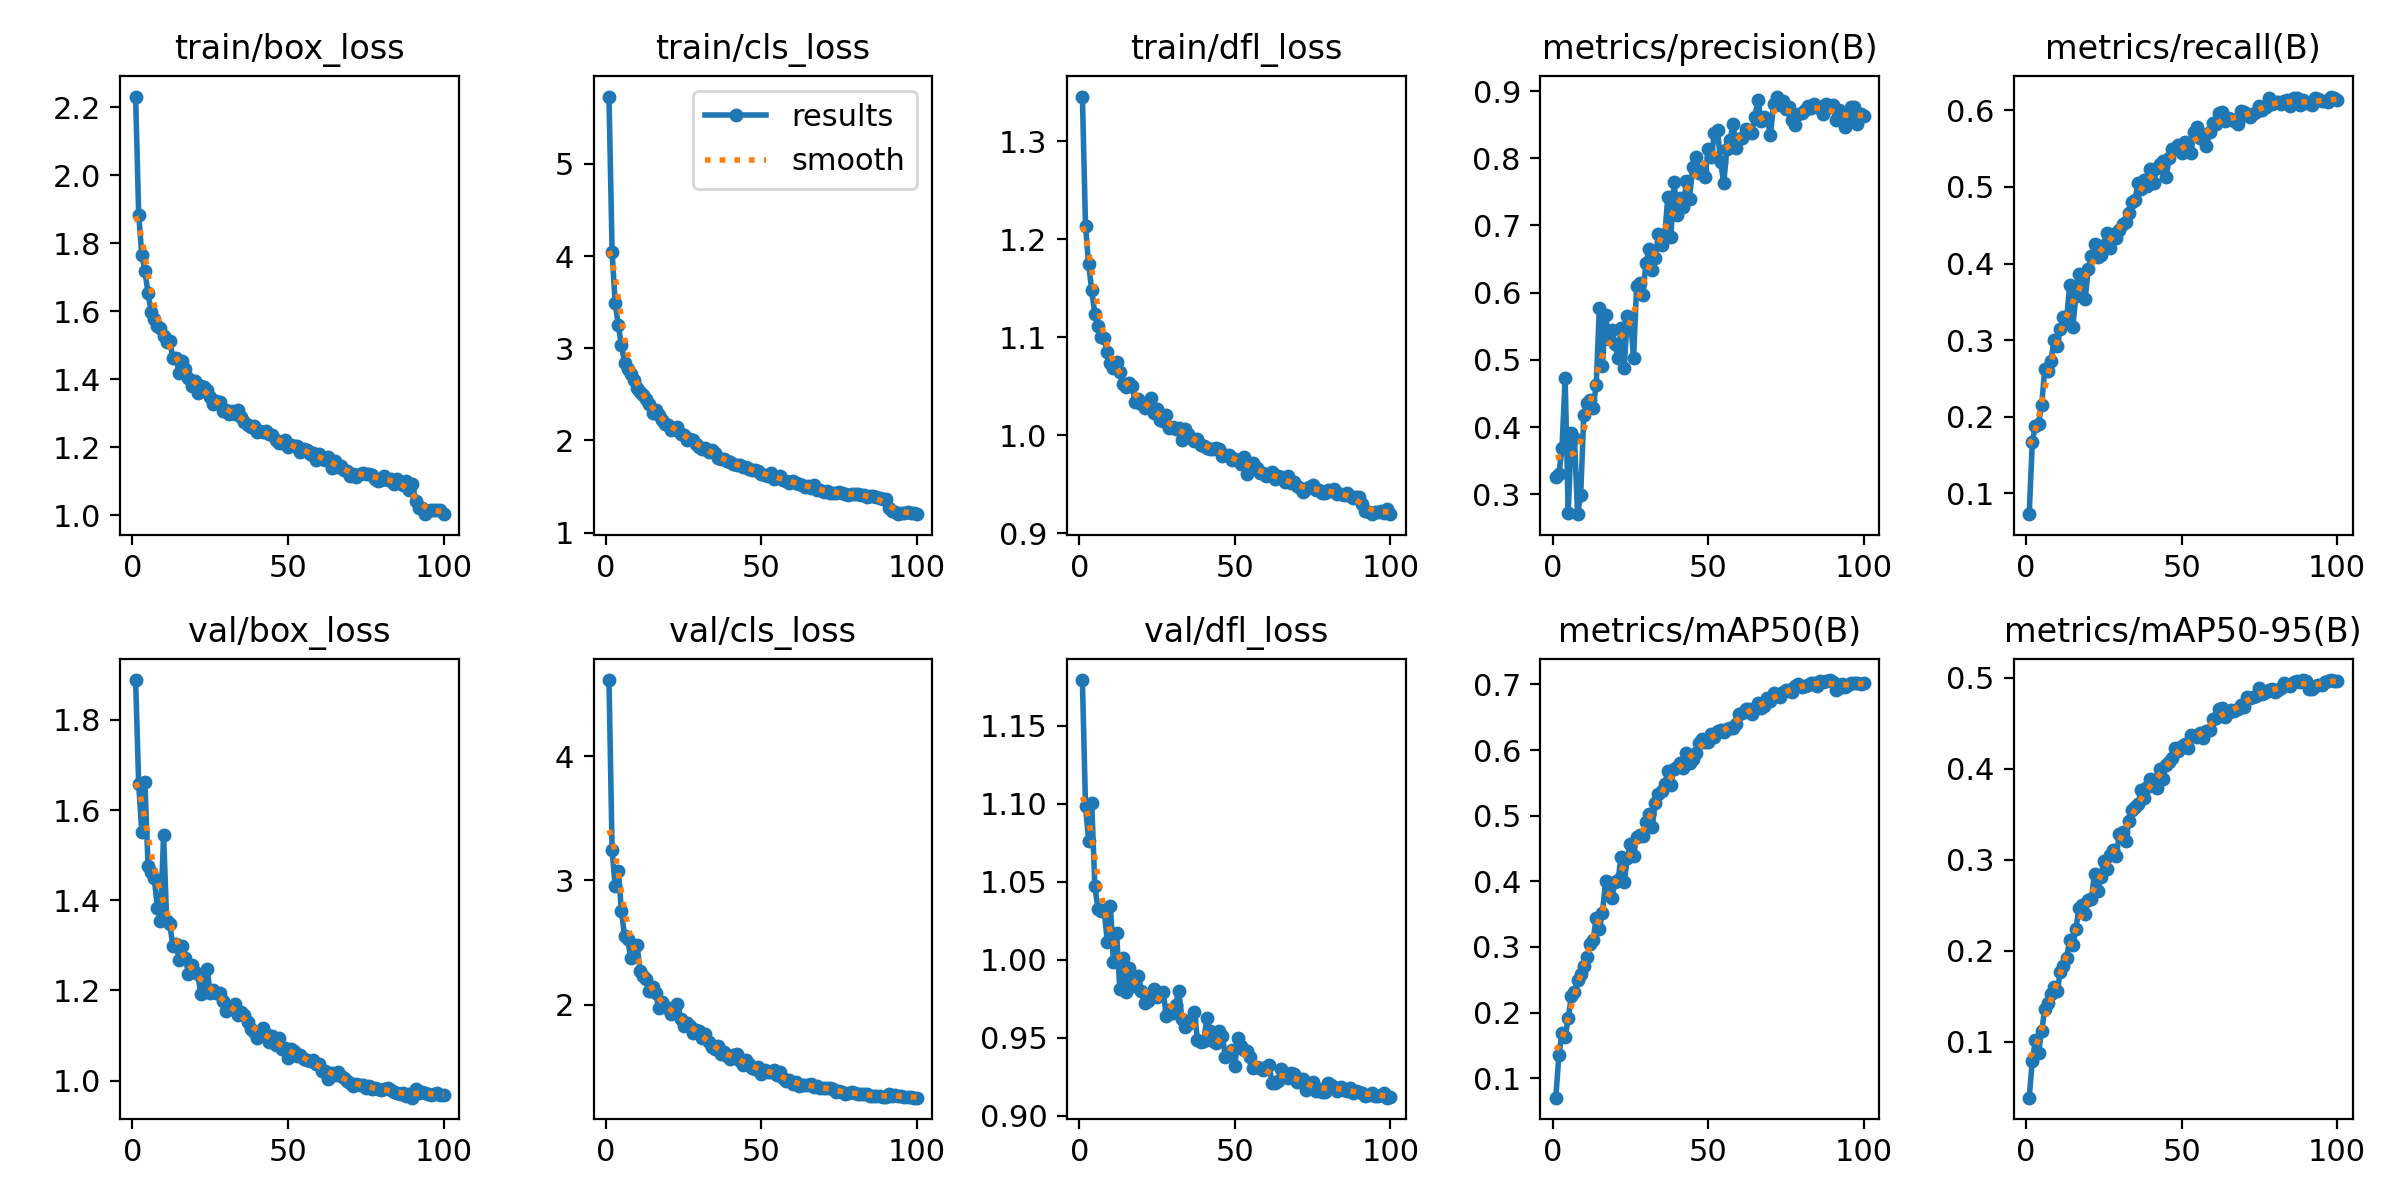 train/box_loss
2.2
2.0
1.8
1.6
1.4
1.2
1.0
0 50 100
train/cls_loss
results
smooth
5
4
3
2
1
0 50 100
train/dfl_loss
1.3
1.2
1.1
1.0
0.9
0 50 100
metrics/precision(B)
0.9
0.8
0.7
0.6
0.5
0.4
0.3
0 50 100
metrics/recall(B)
0.6
0.5
0.4
0.3
0.2
0.1
0 50 100
val/box_loss
1.8
1.6
1.4
1.2
1.0
0 50 100
val/cls_loss
4
3
2
0 50 100
val/dfl_loss
1.15
1.10
1.05
1.00
0.95
0.90
0 50 100
metrics/mAP50(B)
0.7
0.6
0.5
0.4
0.3
0.2
0.1
0 50 100
metrics/mAP50-95(B)
0.5
0.4
0.3
0.2
0.1
0 50 100